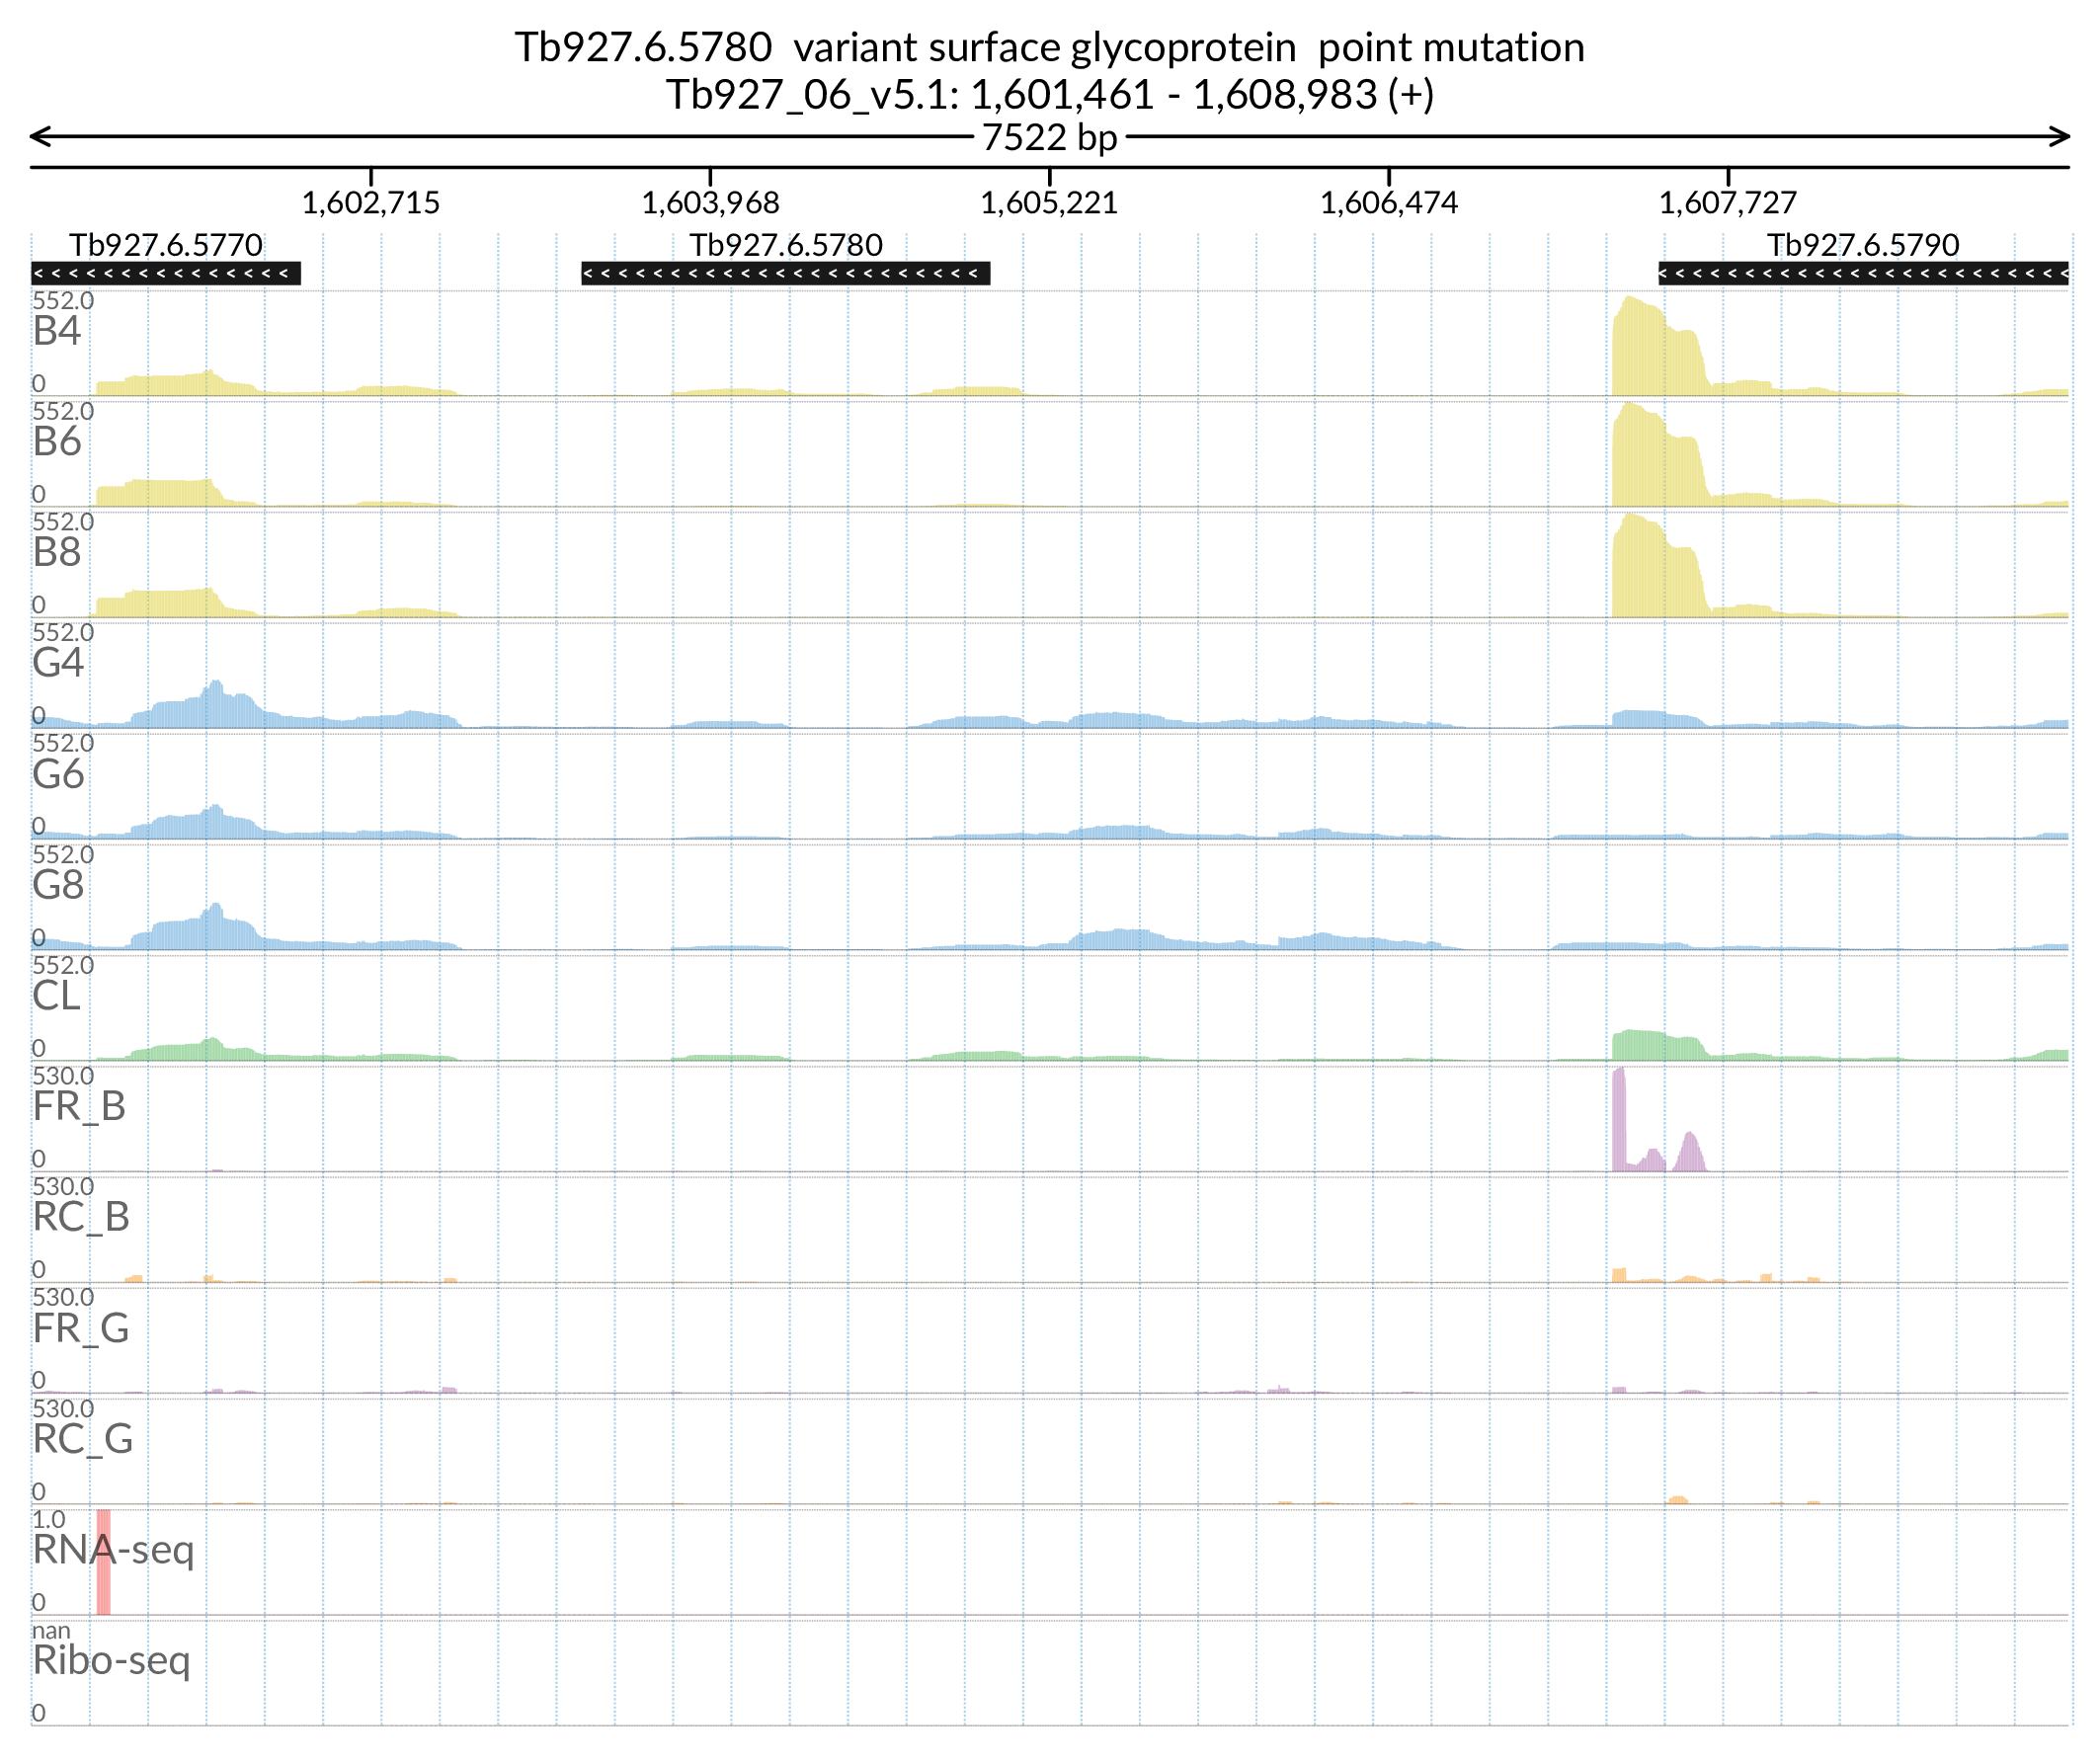 Tb927.6.5780  variant surface glycoprotein  point mutation
Tb927_06_v5.1: 1,601,461 - 1,608,983 (+)
7522 bp
1,602,715 1,603,968 1,605,221 1,606,474 1,607,727
Tb927.6.5770 Tb927.6.5780 Tb927.6.5790
552.0
B4
0
552.0
B6
0
552.0
B8
0
552.0
G4
0
552.0
G6
0
552.0
G8
0
552.0
CL
0
530.0
FR_B
0
530.0
RC_B
0
530.0
FR_G
0
530.0
RC_G
0
1.0
RNA-seq
0
nan
Ribo-seq
0